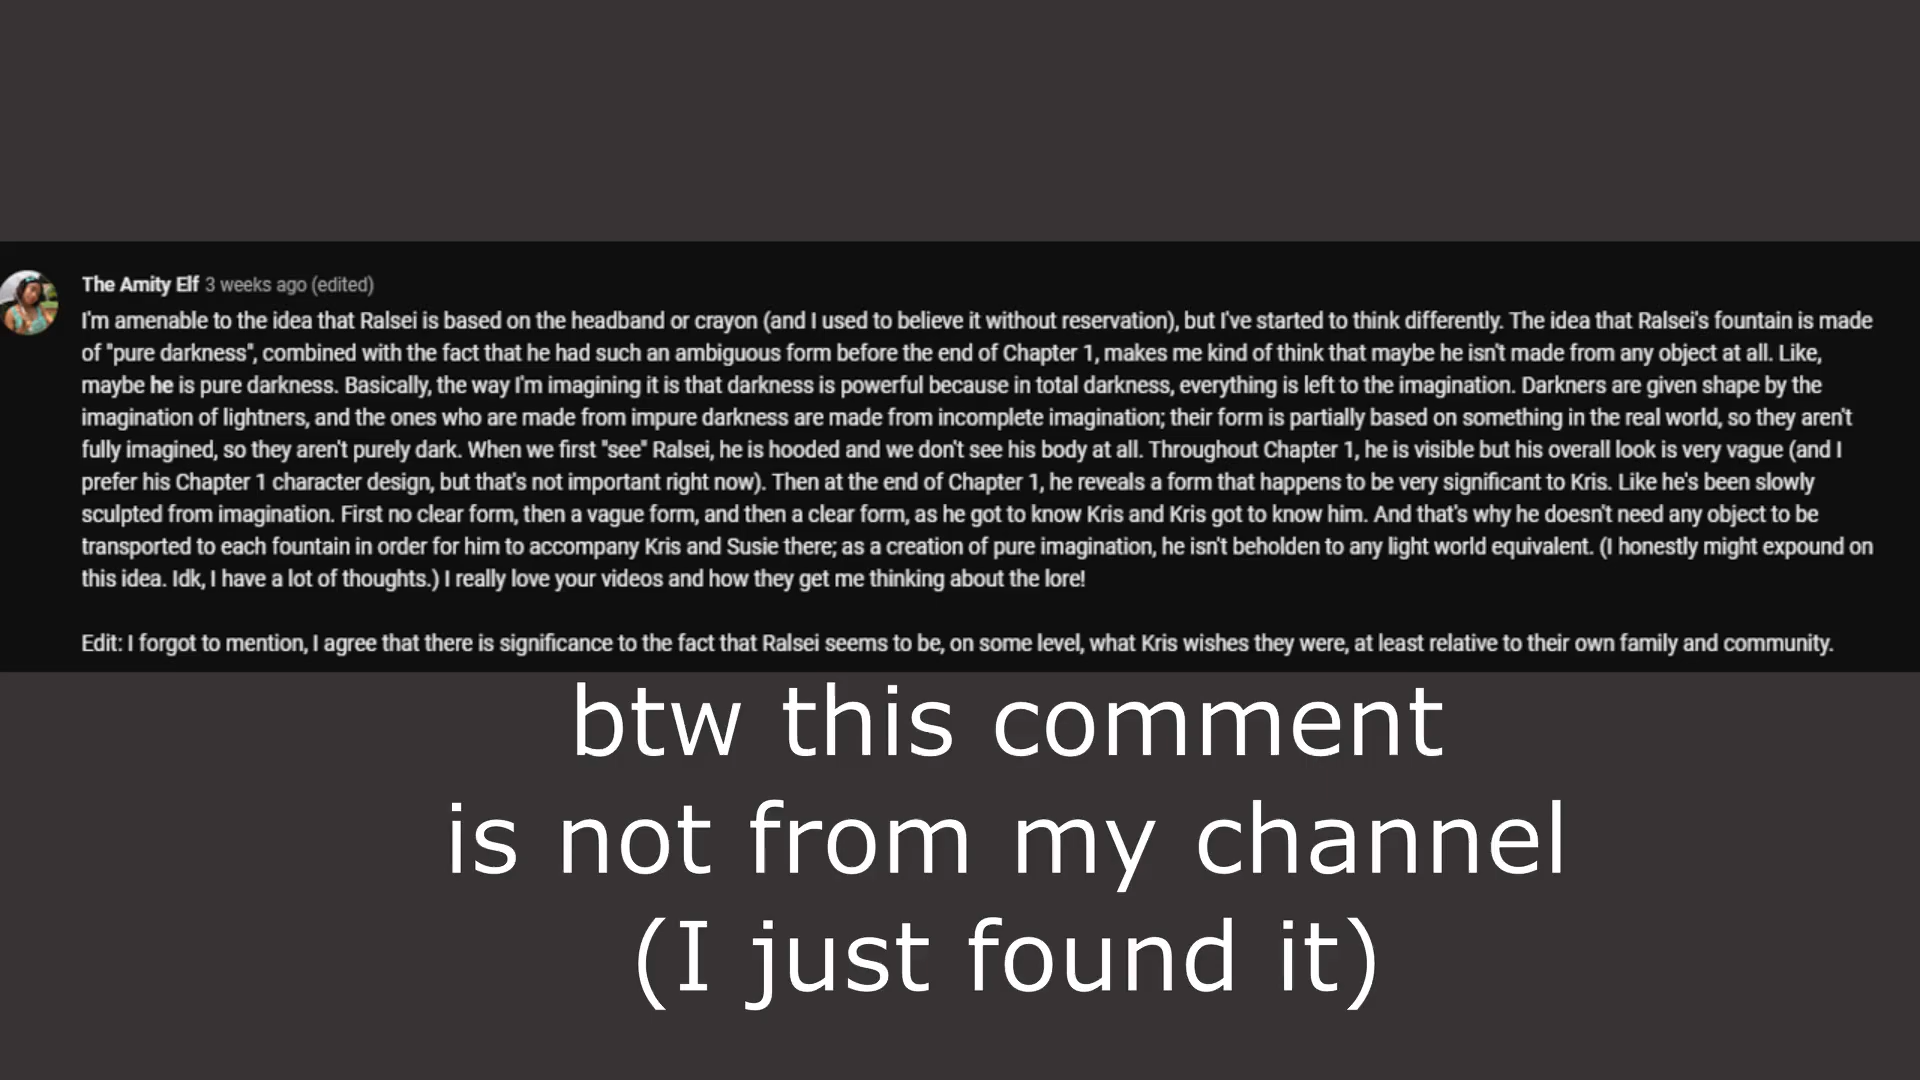 The Amity Elf 3 weeks ago (edited)
I'm amenable to the idea that Ralsei is based on the headband or crayon (and I used to believe it without reservation), but I've started to think differently. The idea that Ralsei's fountain is made
of "pure darkness", combined with the fact that he had such an ambiguous form before the end of Chapter 1, makes me kind of think that maybe he isn't made from any object at all. Like,
maybe he is pure darkness. Basically, the way I'm imagining it is that darkness is powerful because in total darkness, everything is left to the imagination. Darkners are given shape by the
imagination of lightners, and the ones who are made from impure darkness are made from incomplete imagination; their form is partially based on something in the real world, so they aren't
fully imagined, so they aren't purely dark. When we first "see" Ralsei, he is hooded and we don't see his body at all. Throughout Chapter 1, he is visible but his overall look is very vague (and I
prefer his Chapter 1 character design, but that's not important right now). Then at the end of Chapter 1, he reveals a form that happens to be very significant to Kris. Like he's been slowly
sculpted from imagination. First no clear form, then a vague form, and then a clear form, as he got to know Kris and Kris got to know him. And that's why he doesn't need any object to be
transported to each fountain in order for him to accompany Kris and Susie there; as a creation of pure imagination, he isn't beholden to any light world equivalent. (I honestly might expound on
this idea. Idk, I have a lot of thoughts.) I really love your videos and how they get me thinking about the lore!
Edit: I forgot to mention, I agree that there is significance to the fact that Ralsei seems to be, on some level, what Kris wishes they were, at least relative to their own family and community.
btw this comment
is not from my channel
(I just found it)